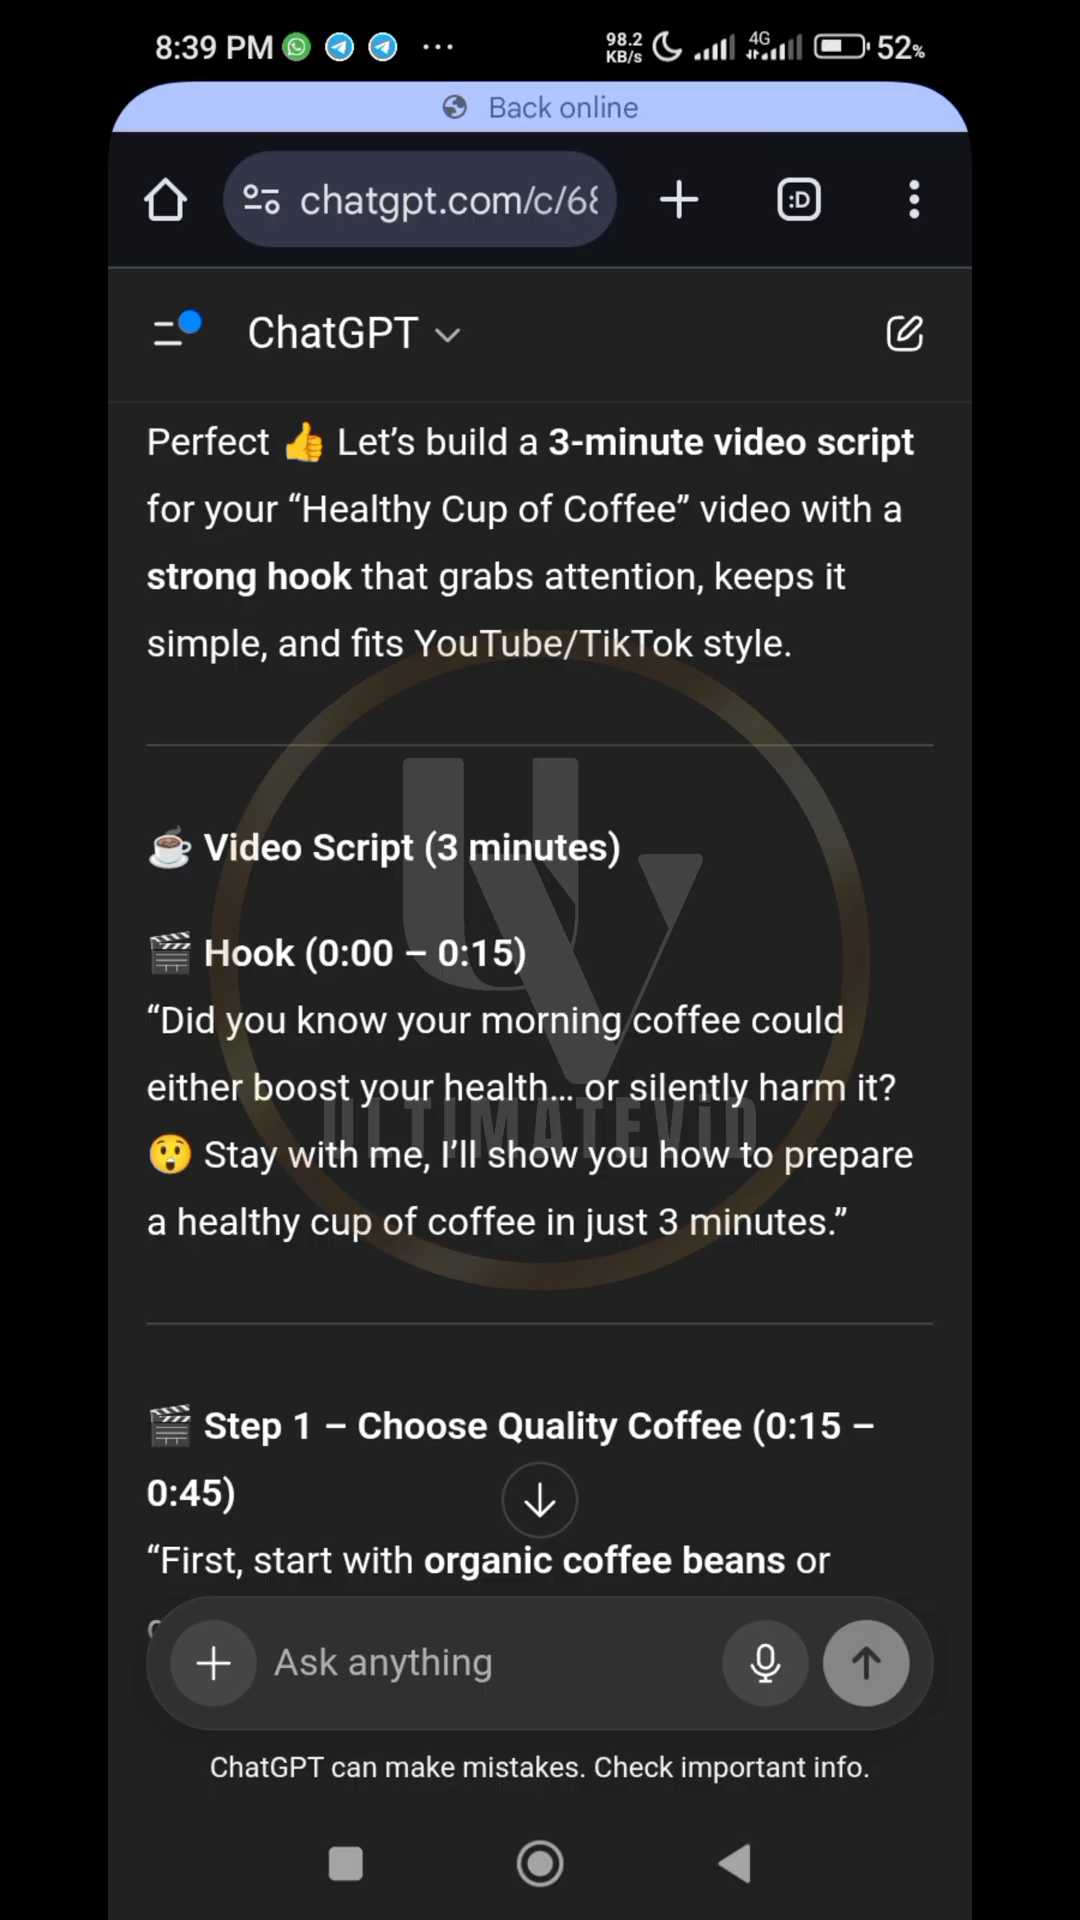 8:39 PM ... 98.2 KB/s 4G 52%
Back online
chatgpt.com/c/68 :D
ChatGPT
Perfect 👍 Let’s build a 3-minute video script
for your “Healthy Cup of Coffee” video with a
strong hook that grabs attention, keeps it
simple, and fits YouTube/TikTok style.
☕ Video Script (3 minutes)
🎬 Hook (0:00 – 0:15)
“Did you know your morning coffee could
either boost your health… or silently harm it?
ULTIMATEViD
😲 Stay with me, I’ll show you how to prepare
a healthy cup of coffee in just 3 minutes.”
🎬 Step 1 – Choose Quality Coffee (0:15 –
0:45)
“First, start with organic coffee beans or
Ask anything
ChatGPT can make mistakes. Check important info.